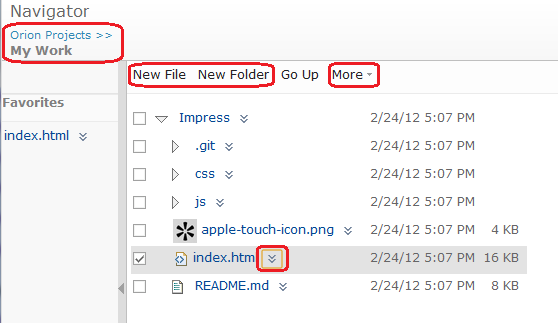 Navigator
Orion Projects >>
My Work
New File New Folder Go Up More
Favorites
index.html
Impress 2/24/12 5:07 PM
.git 2/24/12 5:07 PM
css 2/24/12 5:07 PM
js 2/24/12 5:07 PM
apple-touch-icon.png 2/24/12 5:07 PM 4 KB
index.html 2/24/12 5:07 PM 16 KB
README.md 2/24/12 5:07 PM 8 KB